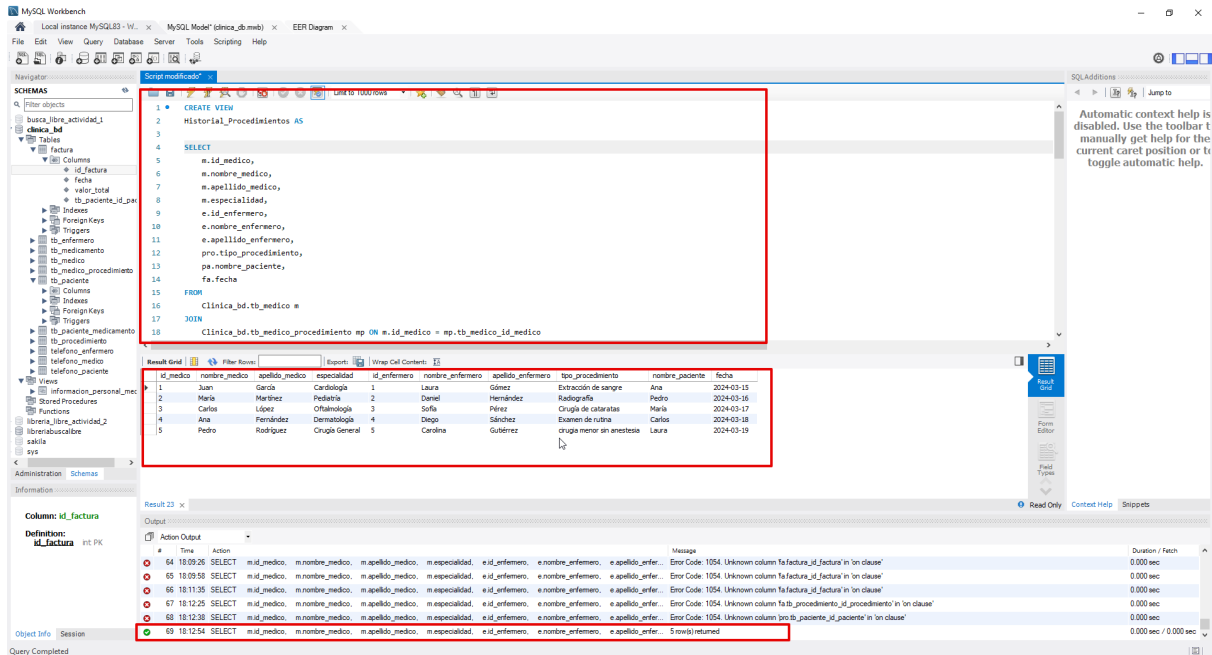 MySQL Workbench
Local instance MySQL83 - W... × MySQL Model* (clinica_db.mwb) × EER Diagram ×
File Edit View Query Database Server Tools Scripting Help
Navigator
SCHEMAS
Filter objects
busca_libre_actividad_1
clinica_bd
Tables
factura
Columns
id_factura
fecha
valor_total
tb_paciente_id_pac
Indexes
Foreign Keys
Triggers
tb_enfermero
tb_medicamento
tb_medico
tb_medico_procedimiento
tb_paciente
Columns
Indexes
Foreign Keys
Triggers
tb_paciente_medicamento
tb_procedimiento
telefono_enfermero
telefono_medico
telefono_paciente
Views
informacion_personal_med
Stored Procedures
Functions
libreria_libre_actividad_2
libreriabuscalibre
sakila
sys
Administration Schemas
Information
Column: id_factura
Definition:
id_factura int PK
Object Info Session
Query Completed
Script modificado* ×
Limit to 1000 rows
1 CREATE VIEW
2 Historial_Procedimientos AS
3
4 SELECT
5 m.id_medico,
6 m.nombre_medico,
7 m.apellido_medico,
8 m.especialidad,
9 e.id_enfermero,
10 e.nombre_enfermero,
11 e.apellido_enfermero,
12 pro.tipo_procedimiento,
13 pa.nombre_paciente,
14 fa.fecha
15 FROM
16 Clinica_bd.tb_medico m
17 JOIN
18 Clinica_bd.tb_medico_procedimiento mp ON m.id_medico = mp.tb_medico_id_medico
Result Grid Filter Rows: Export: Wrap Cell Content:
id_medico nombre_medico apellido_medico especialidad id_enfermero nombre_enfermero apellido_enfermero tipo_procedimiento nombre_paciente fecha
1 Juan García Cardiología 1 Laura Gómez Extracción de sangre Ana 2024-03-15
2 María Martínez Pediatría 2 Daniel Hernández Radiografía Pedro 2024-03-16
3 Carlos López Oftalmología 3 Sofía Pérez Cirugía de cataratas María 2024-03-17
4 Ana Fernández Dermatología 4 Diego Sánchez Examen de rutina Carlos 2024-03-18
5 Pedro Rodríguez Cirugía General 5 Carolina Gutiérrez cirugia menor sin anestesia Laura 2024-03-19
Result Grid
Form Editor
Field Types
Result 23 × Read Only
Output
Action Output
# Time Action Message Duration / Fetch
64 18:09:26 SELECT m.id_medico, m.nombre_medico, m.apellido_medico, m.especialidad, e.id_enfermero, e.nombre_enfermero, e.apellido_enfer... Error Code: 1054. Unknown column 'fa.factura_id_factura' in 'on clause' 0.000 sec
65 18:09:58 SELECT m.id_medico, m.nombre_medico, m.apellido_medico, m.especialidad, e.id_enfermero, e.nombre_enfermero, e.apellido_enfer... Error Code: 1054. Unknown column 'fa.factura_id_factura' in 'on clause' 0.000 sec
66 18:11:35 SELECT m.id_medico, m.nombre_medico, m.apellido_medico, m.especialidad, e.id_enfermero, e.nombre_enfermero, e.apellido_enfer... Error Code: 1054. Unknown column 'fa.factura_id_factura' in 'on clause' 0.000 sec
67 18:12:25 SELECT m.id_medico, m.nombre_medico, m.apellido_medico, m.especialidad, e.id_enfermero, e.nombre_enfermero, e.apellido_enfer... Error Code: 1054. Unknown column 'fa.tb_procedimiento_id_procedimiento' in 'on clause' 0.000 sec
68 18:12:38 SELECT m.id_medico, m.nombre_medico, m.apellido_medico, m.especialidad, e.id_enfermero, e.nombre_enfermero, e.apellido_enfer... Error Code: 1054. Unknown column 'pro.tb_paciente_id_paciente' in 'on clause' 0.000 sec
69 18:12:54 SELECT m.id_medico, m.nombre_medico, m.apellido_medico, m.especialidad, e.id_enfermero, e.nombre_enfermero, e.apellido_enfer... 5 row(s) returned 0.000 sec / 0.000 sec
SQLAdditions
Jump to
Automatic context help is
disabled. Use the toolbar t
manually get help for the
current caret position or to
toggle automatic help.
Context Help Snippets